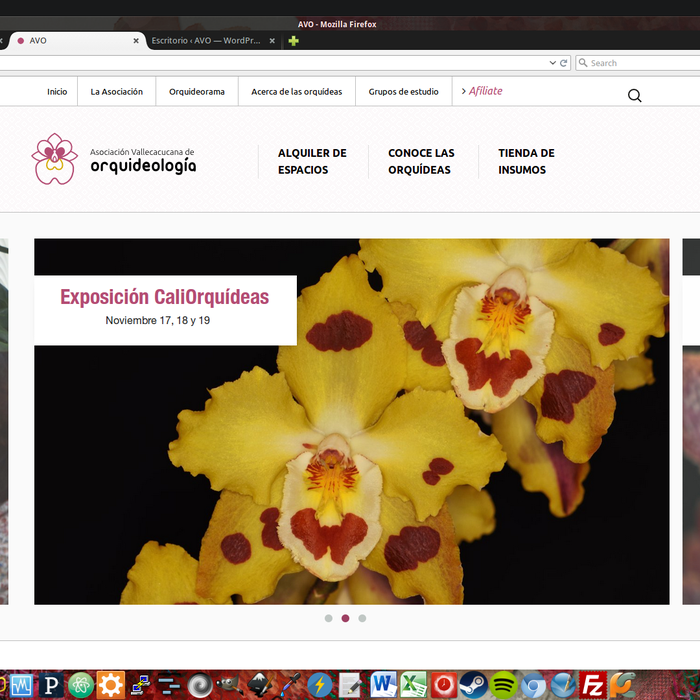 AVO - Mozilla Firefox
AVO
Escritorio ‹ AVO — WordPr...
Search
Inicio
La Asociación
Orquideorama
Acerca de las orquídeas
Grupos de estudio
› Afíliate
Asociación Vallecaucana de
orquideología
ALQUILER DE
ESPACIOS
CONOCE LAS
ORQUÍDEAS
TIENDA DE
INSUMOS
Exposición CaliOrquídeas
Noviembre 17, 18 y 19